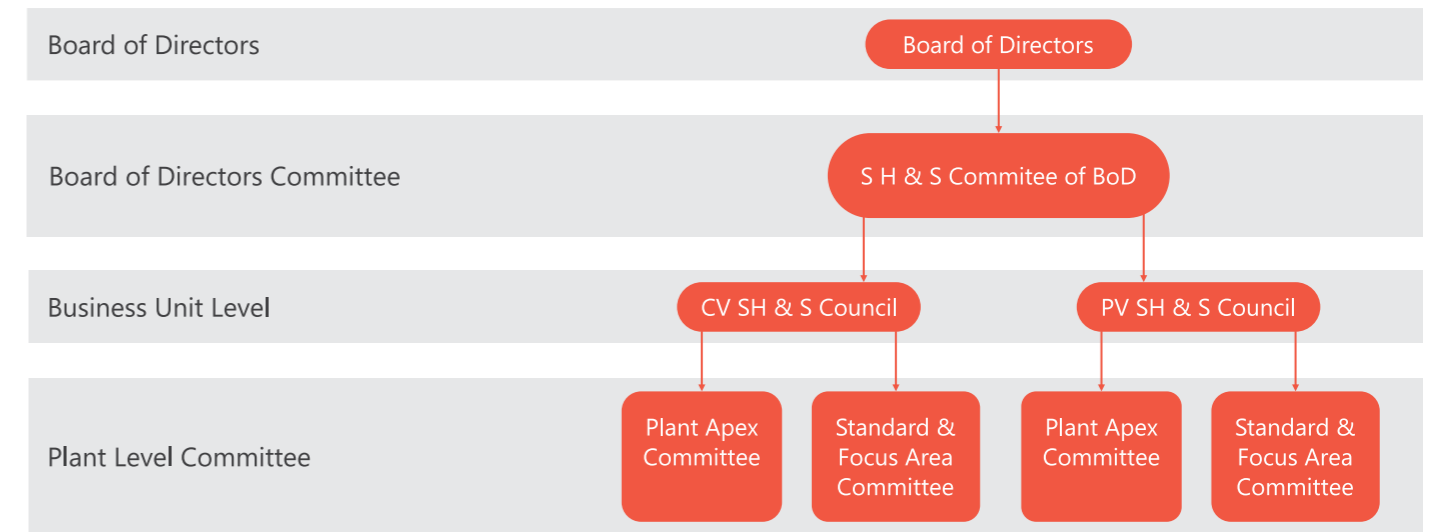 Board of Directors
Board of Directors
Board of Directors Committee
S H & S Commitee of BoD
Business Unit Level
CV SH & S Council
PV SH & S Council
Plant Level Committee
Plant Apex
Committee
Standard &
Focus Area
Committee
Plant Apex
Committee
Standard &
Focus Area
Committee